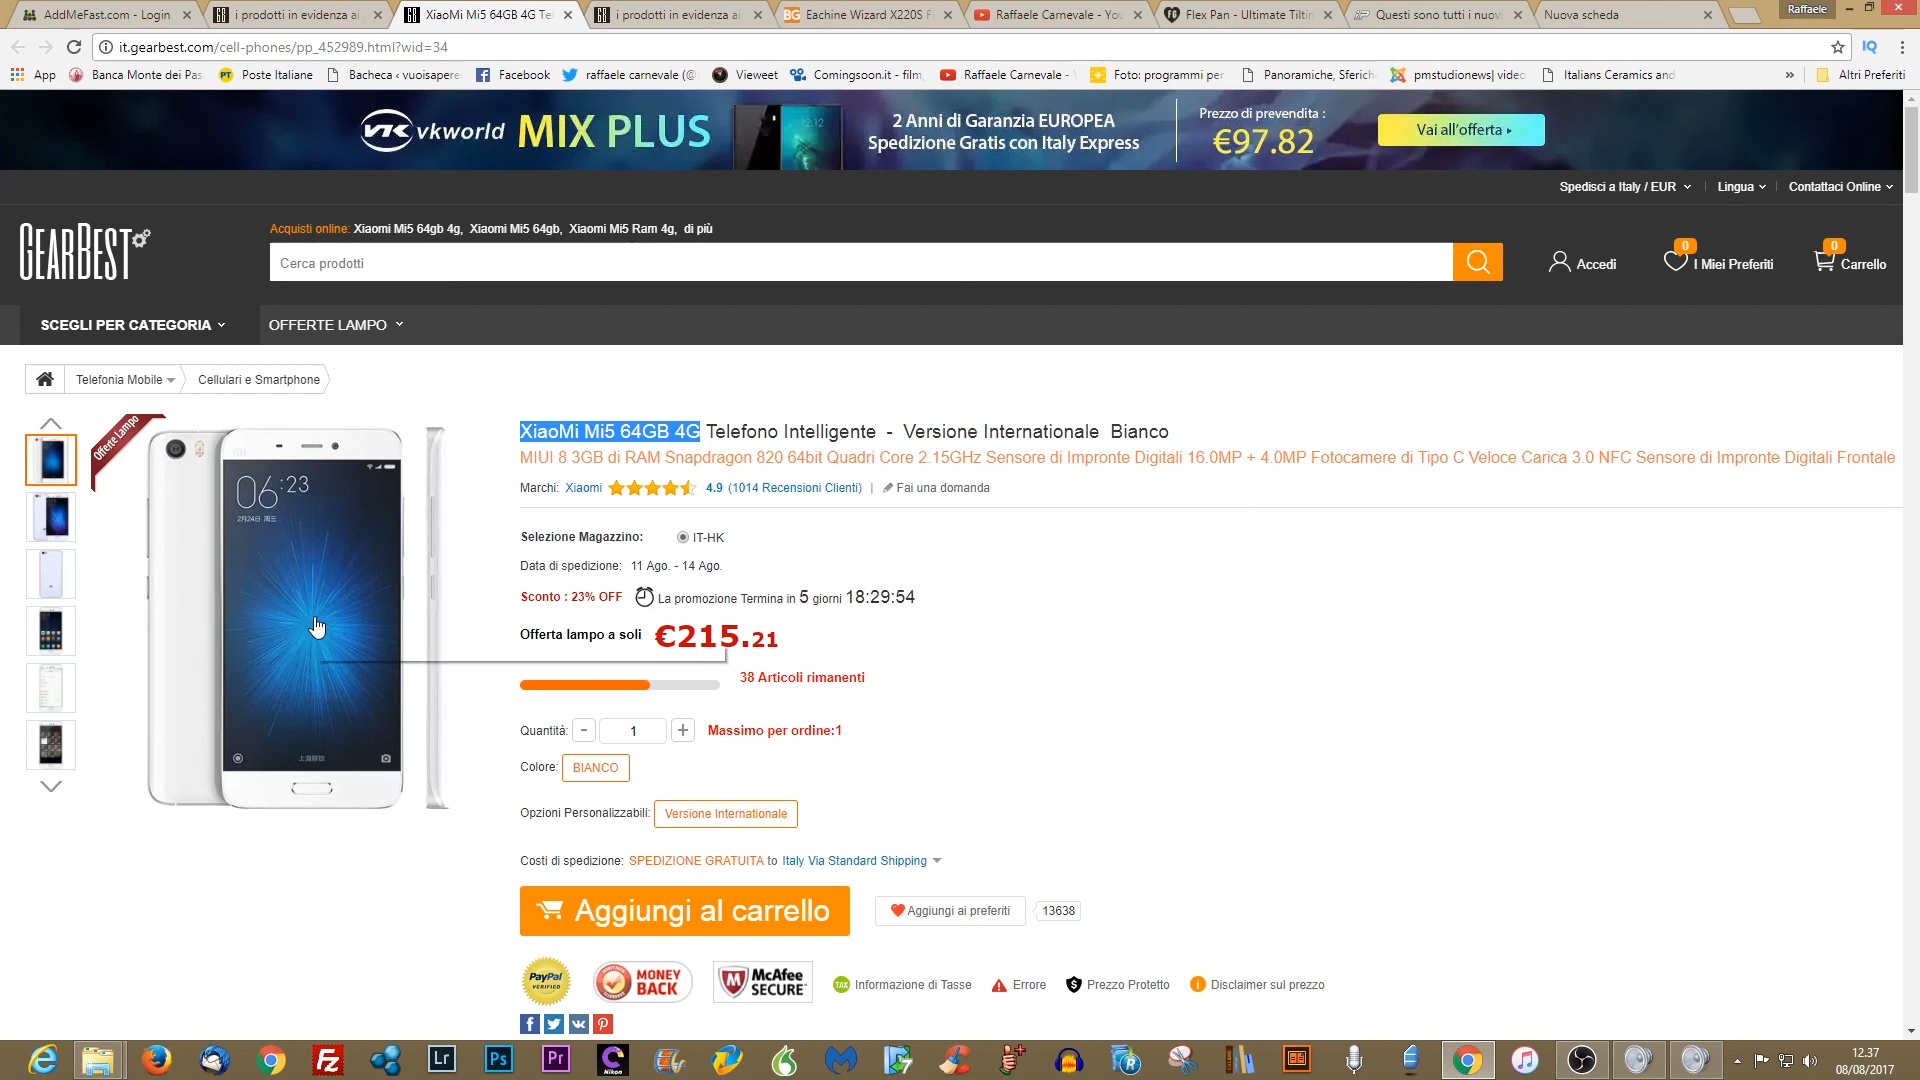 AddMeFast.com - Login
i prodotti in evidenza ai
XiaoMi Mi5 64GB 4G Te
i prodotti in evidenza ai
Eachine Wizard X220S F
Raffaele Carnevale - You
Flex Pan - Ultimate Tiltin
Questi sono tutti i nuovi
Nuova scheda
Raffaele
it.gearbest.com/cell-phones/pp_452989.html?wid=34
App
Banca Monte dei Pas
Poste Italiane
Bacheca ‹ vuoisapere
Facebook
raffaele carnevale (@
Vieweet
Comingsoon.it - film
Raffaele Carnevale -
Foto: programmi per
Panoramiche, Sferich
pmstudionews| video
Italians Ceramics and
»
Altri Preferiti
vkworld MIX PLUS
2 Anni di Garanzia EUROPEA
Spedizione Gratis con Italy Express
Prezzo di prevendita :
€97.82
Vai all'offerta
Spedisci a Italy / EUR
Lingua
Contattaci Online
GEARBEST
Acquisti online: Xiaomi Mi5 64gb 4g, Xiaomi Mi5 64gb, Xiaomi Mi5 Ram 4g, di più
Cerca prodotti
Accedi
0
I Miei Preferiti
0
Carrello
SCEGLI PER CATEGORIA
OFFERTE LAMPO
Telefonia Mobile
Cellulari e Smartphone
Offerte Lampo
06:23
2月24日 周三
XiaoMi Mi5 64GB 4G Telefono Intelligente - Versione Internationale Bianco
MIUI 8 3GB di RAM Snapdragon 820 64bit Quadri Core 2.15GHz Sensore di Impronte Digitali 16.0MP + 4.0MP Fotocamere di Tipo C Veloce Carica 3.0 NFC Sensore di Impronte Digitali Frontale
Marchi: Xiaomi 4.9 (1014 Recensioni Clienti) | Fai una domanda
Selezione Magazzino: IT-HK
Data di spedizione: 11 Ago. - 14 Ago.
Sconto : 23% OFF La promozione Termina in 5 giorni 18:29:54
Offerta lampo a soli €215.21
38 Articoli rimanenti
Quantità: - 1 + Massimo per ordine:1
Colore: BIANCO
Opzioni Personalizzabili: Versione Internationale
Costi di spedizione: SPEDIZIONE GRATUITA to Italy Via Standard Shipping
Aggiungi al carrello
Aggiungi ai preferiti
13638
PayPal
VERIFIED
MONEY
BACK
McAfee
SECURE
TAX Informazione di Tasse
Errore
Prezzo Protetto
Disclaimer sul prezzo
Lr
Ps
Pr
Nikon
12.37
08/08/2017